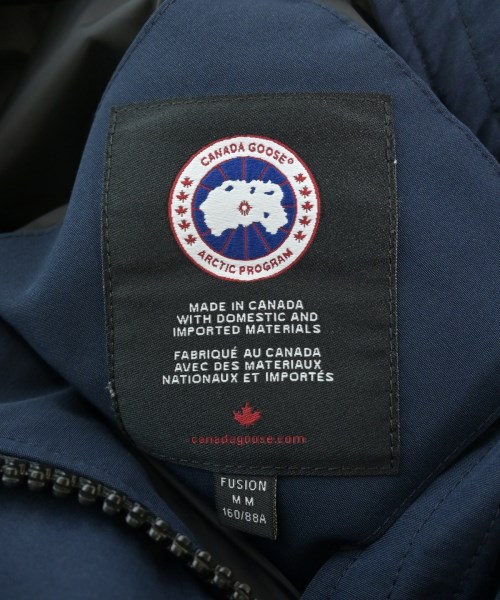 CANADA GOOSE®
ARCTIC PROGRAM
MADE IN CANADA
WITH DOMESTIC AND
IMPORTED MATERIALS
FABRIQUÉ AU CANADA
AVEC DES MATERIAUX
NATIONAUX ET IMPORTÉS
canadagoose.com
FUSION
M M
160/88A